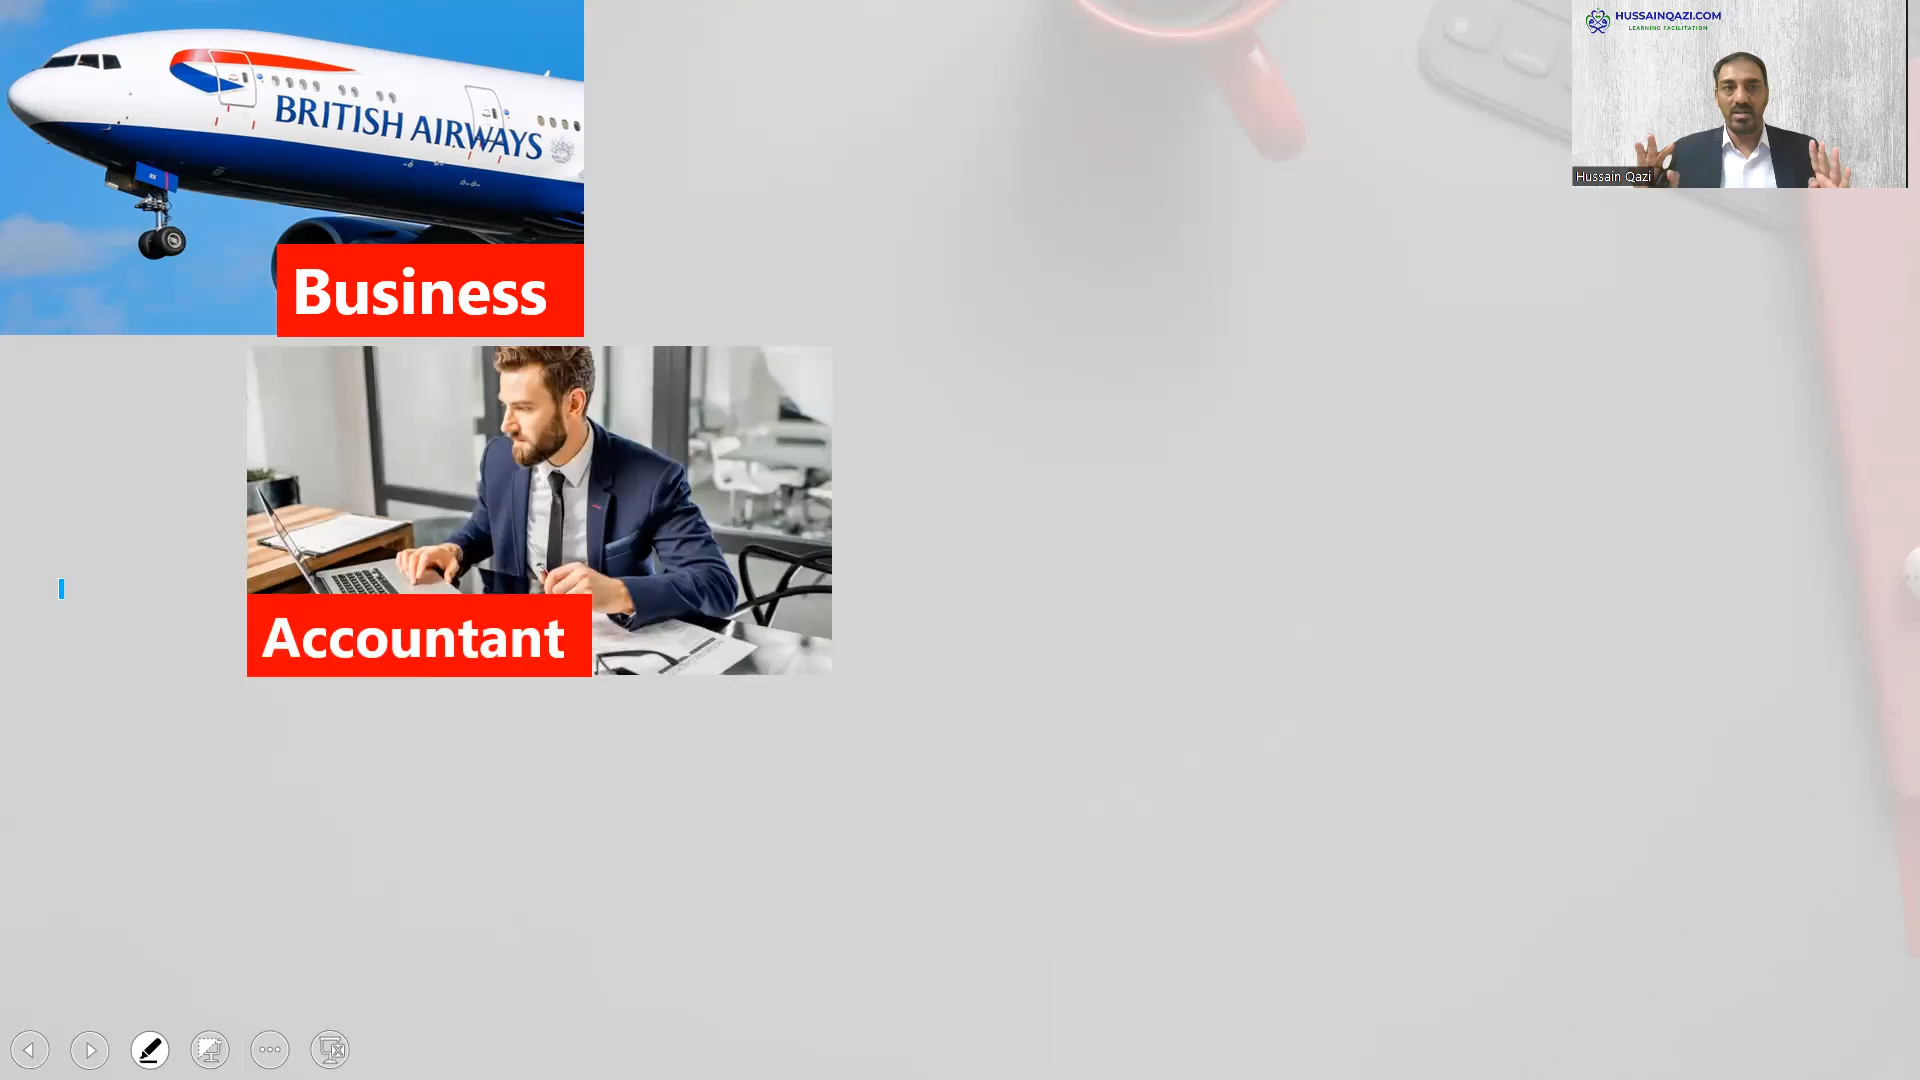 BRITISH AIRWAYS
Business
HUSSAINQAZI.COM
LEARNING FACILITATION
Hussain Qazi
Accountant